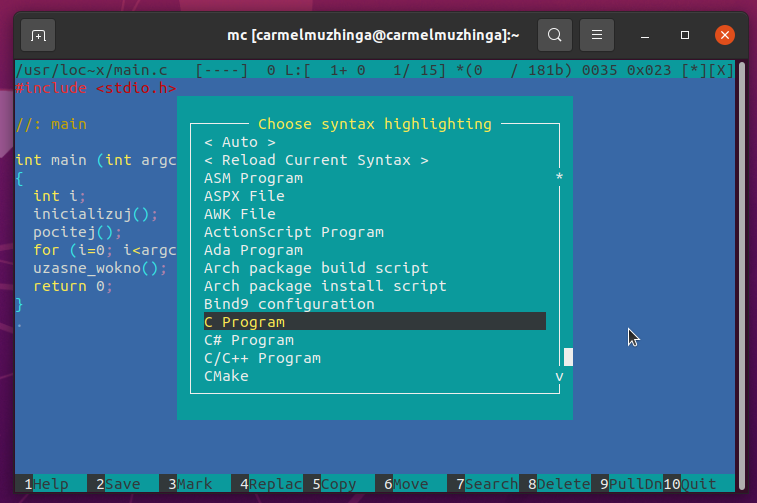 mc [carmelmuzhinga@carmelmuzhinga]:~
/usr/loc~x/main.c [----] 0 L:[ 1+ 0 1/ 15] *(0 / 181b) 0035 0x023 [*][X]
#include <stdio.h>
//: main
int main (int argc
{
int i;
inicializuj();
pocitej();
for (i=0; i<argc
uzasne_wokno();
return 0;
}
.
Choose syntax highlighting
< Auto >
< Reload Current Syntax >
ASM Program
*
ASPX File
AWK File
ActionScript Program
Ada Program
Arch package build script
Arch package install script
Bind9 configuration
C Program
C# Program
C/C++ Program
CMake
v
1Help 2Save 3Mark 4Replac 5Copy 6Move 7Search 8Delete 9PullDn 10Quit